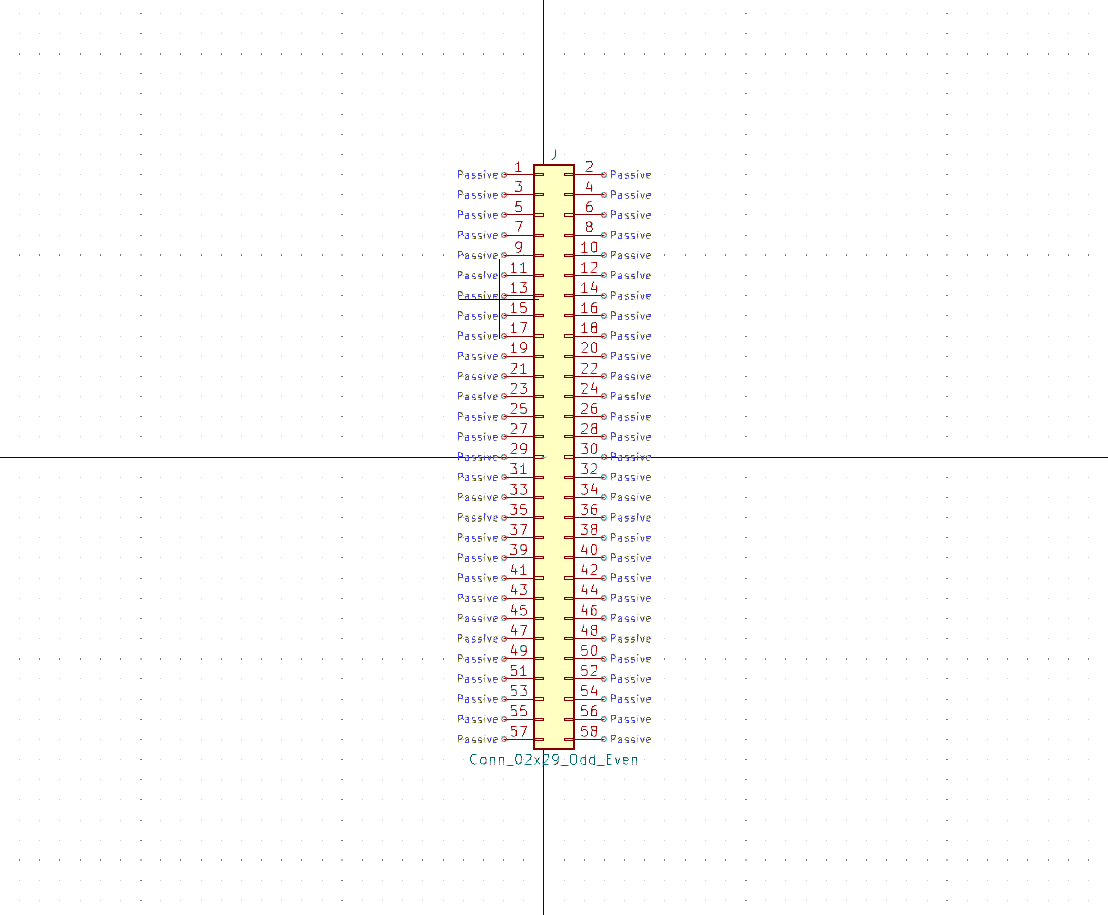 J
Passive 1 2 Passive
Passive 3 4 Passive
Passive 5 6 Passive
Passive 7 8 Passive
Passive 9 10 Passive
Passive 11 12 Passive
Passive 13 14 Passive
Passive 15 16 Passive
Passive 17 18 Passive
Passive 19 20 Passive
Passive 21 22 Passive
Passive 23 24 Passive
Passive 25 26 Passive
Passive 27 28 Passive
Passive 29 30 Passive
Passive 31 32 Passive
Passive 33 34 Passive
Passive 35 36 Passive
Passive 37 38 Passive
Passive 39 40 Passive
Passive 41 42 Passive
Passive 43 44 Passive
Passive 45 46 Passive
Passive 47 48 Passive
Passive 49 50 Passive
Passive 51 52 Passive
Passive 53 54 Passive
Passive 55 56 Passive
Passive 57 58 Passive
Conn_02x29_Odd_Even